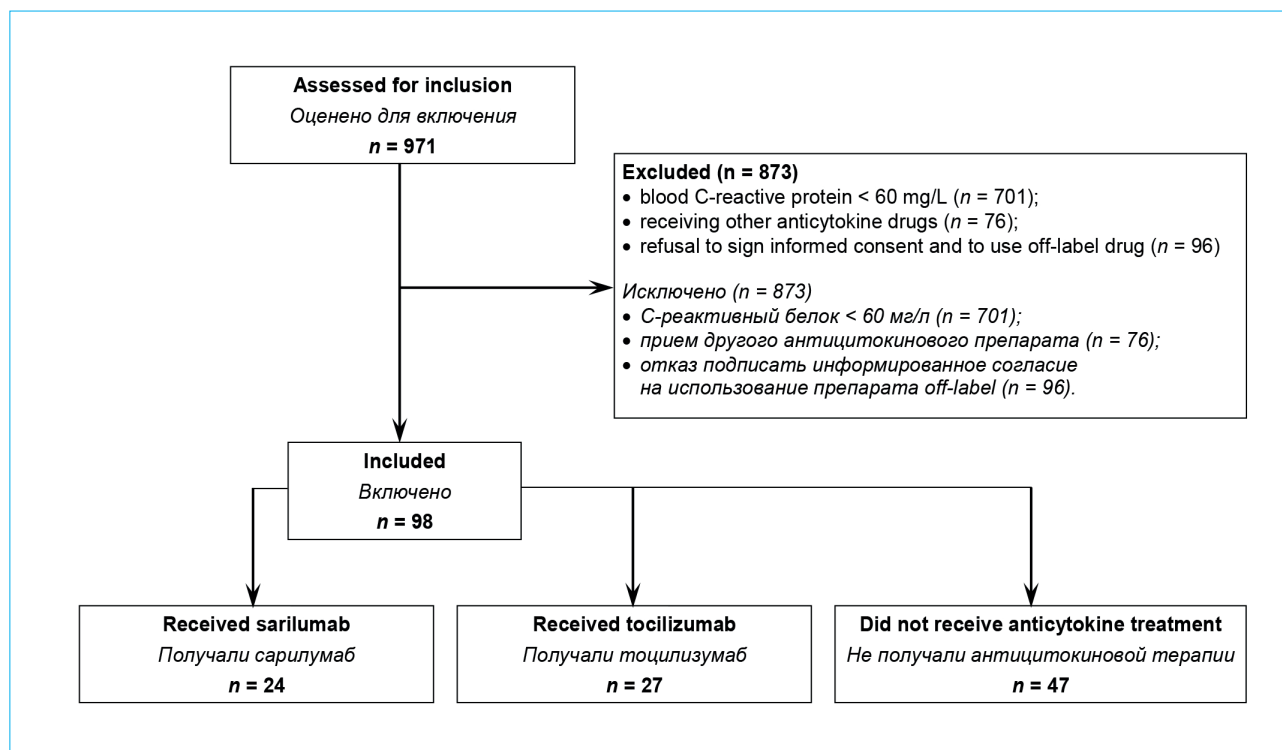 Assessed for inclusion
Оценено для включения
n = 971
Excluded (n = 873)
• blood C-reactive protein < 60 mg/L (n = 701);
• receiving other anticytokine drugs (n = 76);
• refusal to sign informed consent and to use off-label drug (n = 96)
Исключено (n = 873)
• С-реактивный белок < 60 мг/л (n = 701);
• прием другого антицитокинового препарата (n = 76);
• отказ подписать информированное согласие
на использование препарата off-label (n = 96).
Included
Включено
n = 98
Received sarilumab
Получали сарилумаб
n = 24
Received tocilizumab
Получали тоцилизумаб
n = 27
Did not receive anticytokine treatment
Не получали антицитокиновой терапии
n = 47